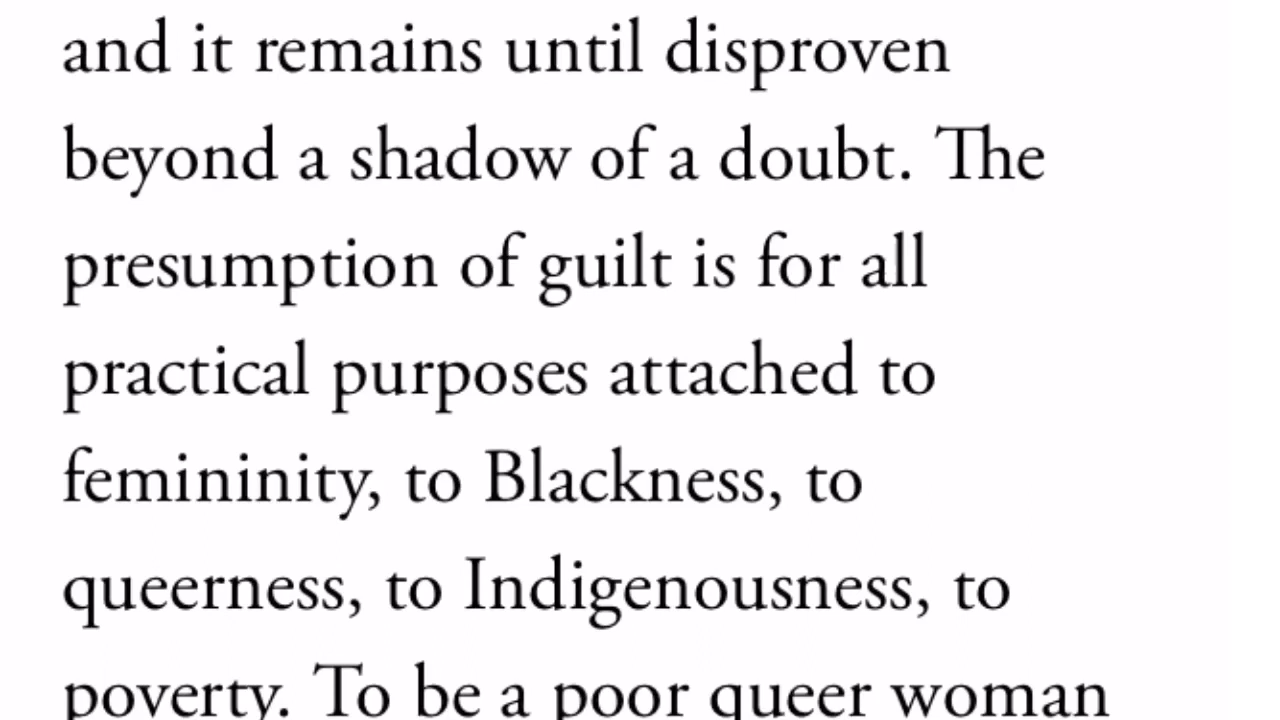 and it remains until disproven
beyond a shadow of a doubt. The
presumption of guilt is for all
practical purposes attached to
femininity, to Blackness, to
queerness, to Indigenousness, to
poverty. To be a poor queer woman